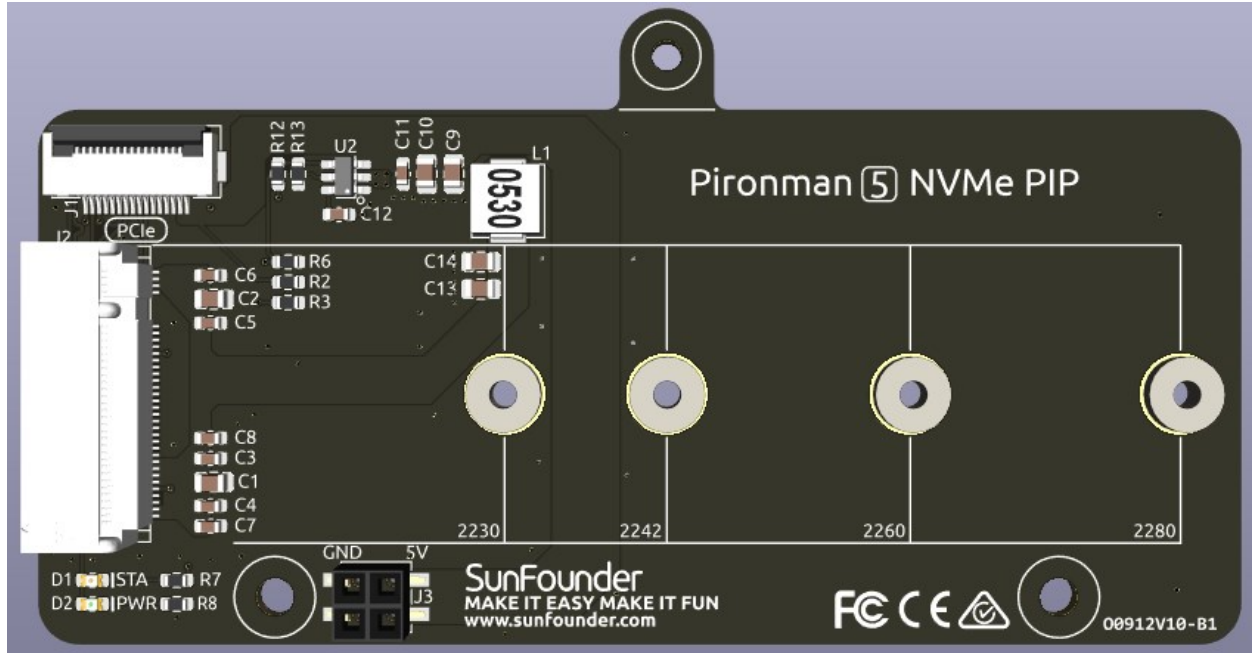 R12
R13
U2
C11
C10
C9
L1
0530
Pironman 5 NVMe PIP
J1
PCIe
C12
J2
C6
C2
C5
R6
R2
R3
C14
C13
C8
C3
C1
C4
C7
2230
2242
2260
2280
GND
5V
D1
STA
R7
D2
PWR
R8
J3
SunFounder
MAKE IT EASY MAKE IT FUN
www.sunfounder.com
FC CE
O0912V10-B1